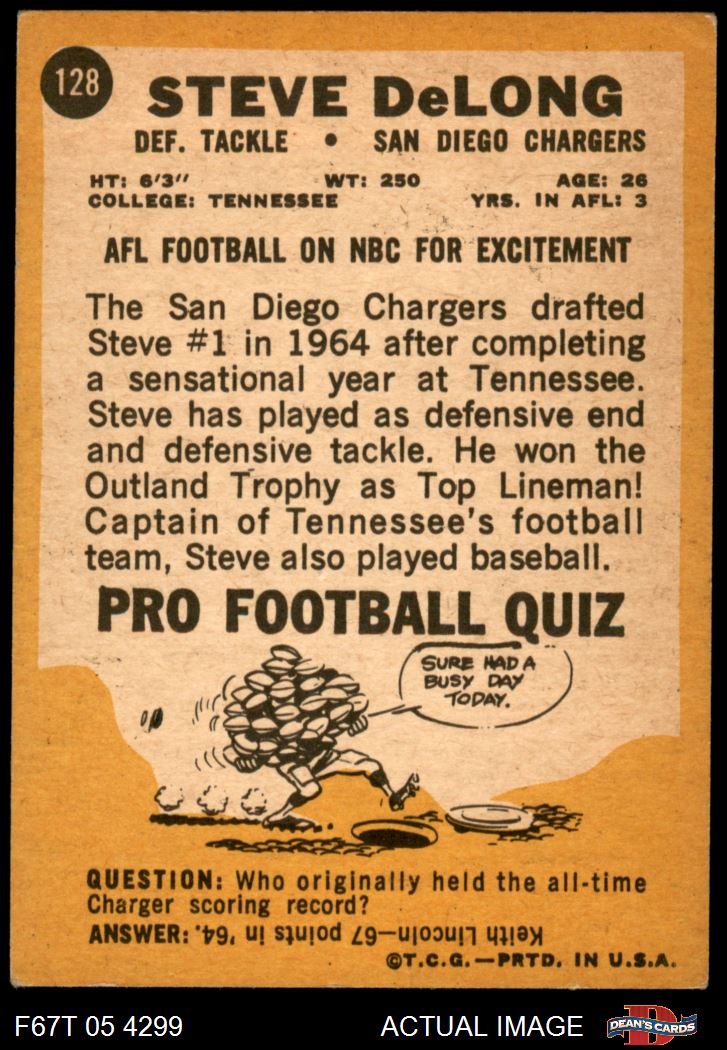 128
STEVE DeLONG
DEF. TACKLE • SAN DIEGO CHARGERS
HT: 6'3" WT: 250 AGE: 26
COLLEGE: TENNESSEE YRS. IN AFL: 3
AFL FOOTBALL ON NBC FOR EXCITEMENT
The San Diego Chargers drafted
Steve #1 in 1964 after completing
a sensational year at Tennessee.
Steve has played as defensive end
and defensive tackle. He won the
Outland Trophy as Top Lineman!
Captain of Tennessee's football
team, Steve also played baseball.
PRO FOOTBALL QUIZ
SURE HAD A
BUSY DAY
TODAY.
QUESTION: Who originally held the all-time
Charger scoring record?
ANSWER: Keith Lincoln—67 points in '64.
©T.C.G.—PRTD. IN U.S.A.
F67T 05 4299 ACTUAL IMAGE
D
DEAN'S CARDS